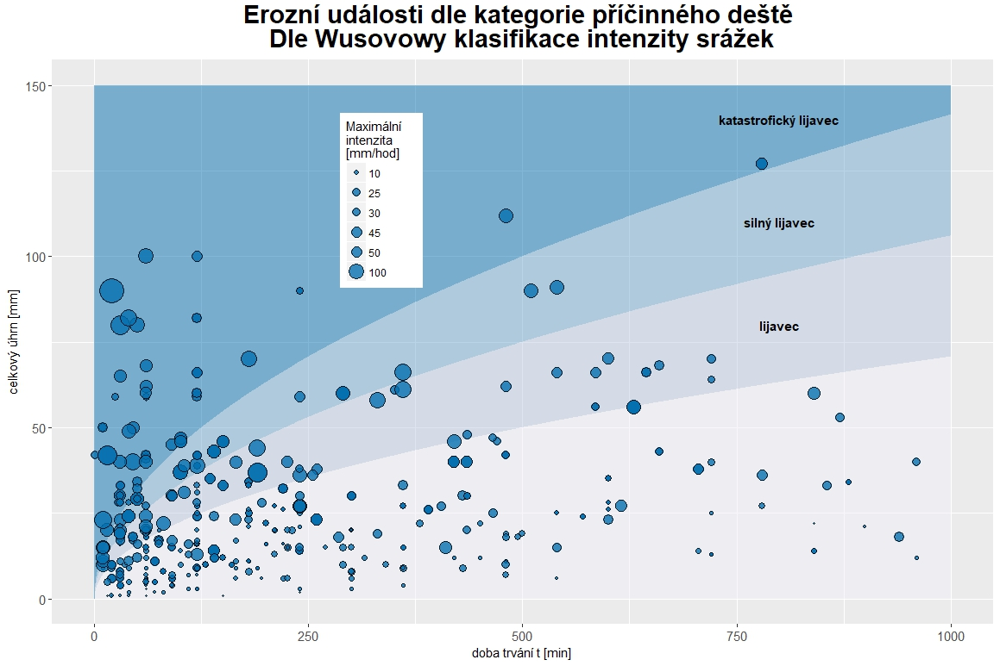 Erozní události dle kategorie příčinného deště
Dle Wusovowy klasifikace intenzity srážek
150
100
50
0
celkový úhrn [mm]
katastrofický lijavec
silný lijavec
lijavec
Maximální
intenzita
[mm/hod]
10
25
30
45
50
100
0
250
500
750
1000
doba trvání t [min]